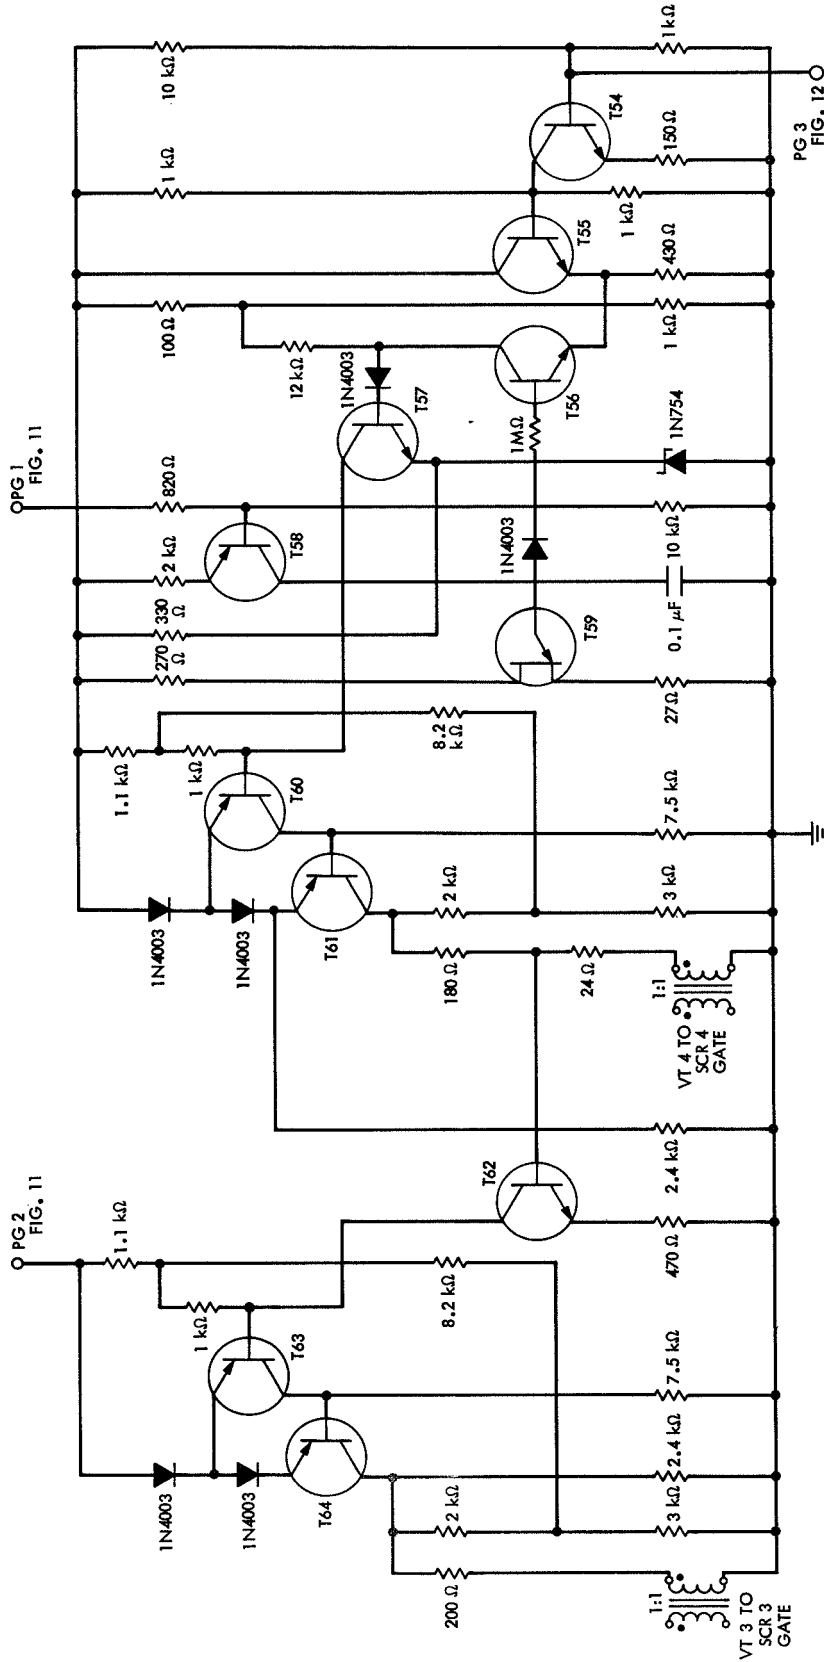 PG 2
FIG. 11
1.1 kΩ
1 kΩ
1N4003
1N4003
T63
T64
8.2 kΩ
7.5 kΩ
2.4 kΩ
2 kΩ
3 kΩ
200 Ω
1:1
VT 3 TO
SCR 3
GATE
T62
470 Ω
2.4 kΩ
1N4003
1N4003
T61
T60
1.1 kΩ
1 kΩ
8.2
kΩ
7.5 kΩ
2 kΩ
3 kΩ
180 Ω
24 Ω
1:1
VT 4 TO
SCR 4
GATE
270
Ω
330
Ω
2 kΩ
820 Ω
PG 1
FIG. 11
T58
T59
27 Ω
0.1 μF
10 kΩ
1N4003
1MΩ
1N754
T57
1N4003
12 kΩ
100 Ω
T56
1 kΩ
430 Ω
T55
1 kΩ
1 kΩ
T54
150 Ω
10 kΩ
1 kΩ
PG 3
FIG. 12